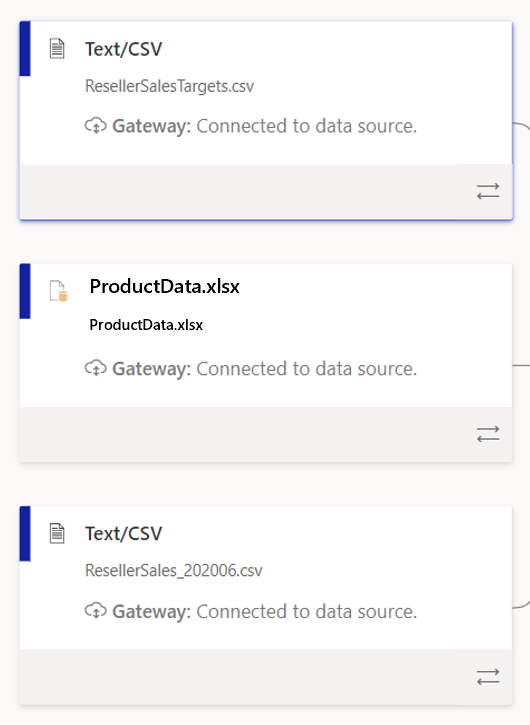 Text/CSV
ResellerSalesTargets.csv
Gateway: Connected to data source.
ProductData.xlsx
ProductData.xlsx
Gateway: Connected to data source.
Text/CSV
ResellerSales_202006.csv
Gateway: Connected to data source.